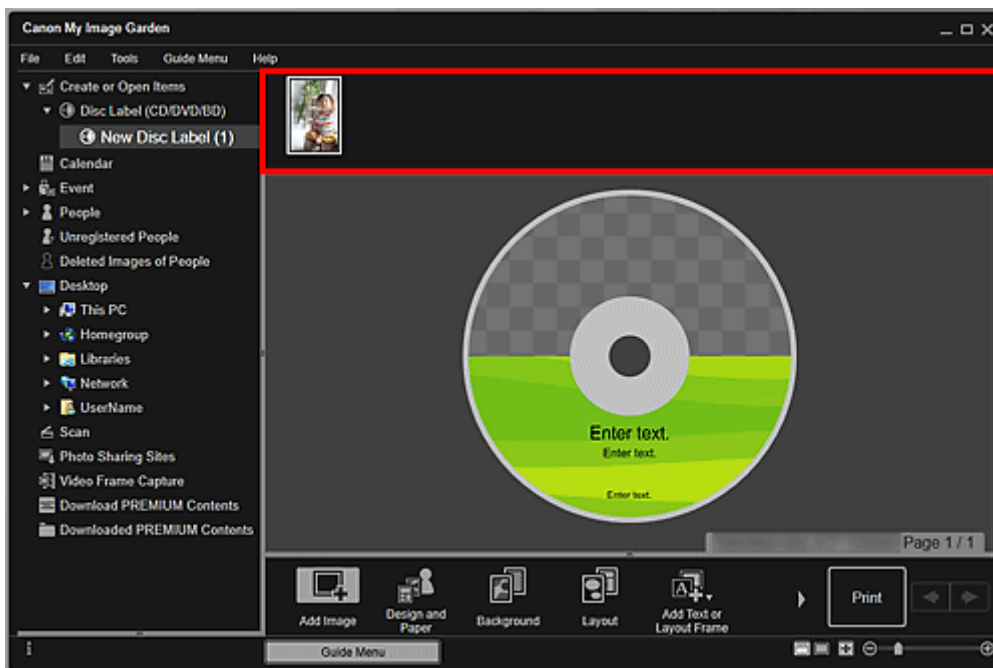 Canon My Image Garden
File Edit Tools Guide Menu Help
Create or Open Items
Disc Label (CD/DVD/BD)
New Disc Label (1)
Calendar
Event
People
Unregistered People
Deleted Images of People
Desktop
This PC
Homegroup
Libraries
Network
UserName
Scan
Photo Sharing Sites
Video Frame Capture
Download PREMIUM Contents
Downloaded PREMIUM Contents
Enter text.
Enter text.
Enter text.
Page 1 / 1
Add Image
Design and
Paper
Background
Layout
Add Text or
Layout Frame
Print
Guide Menu